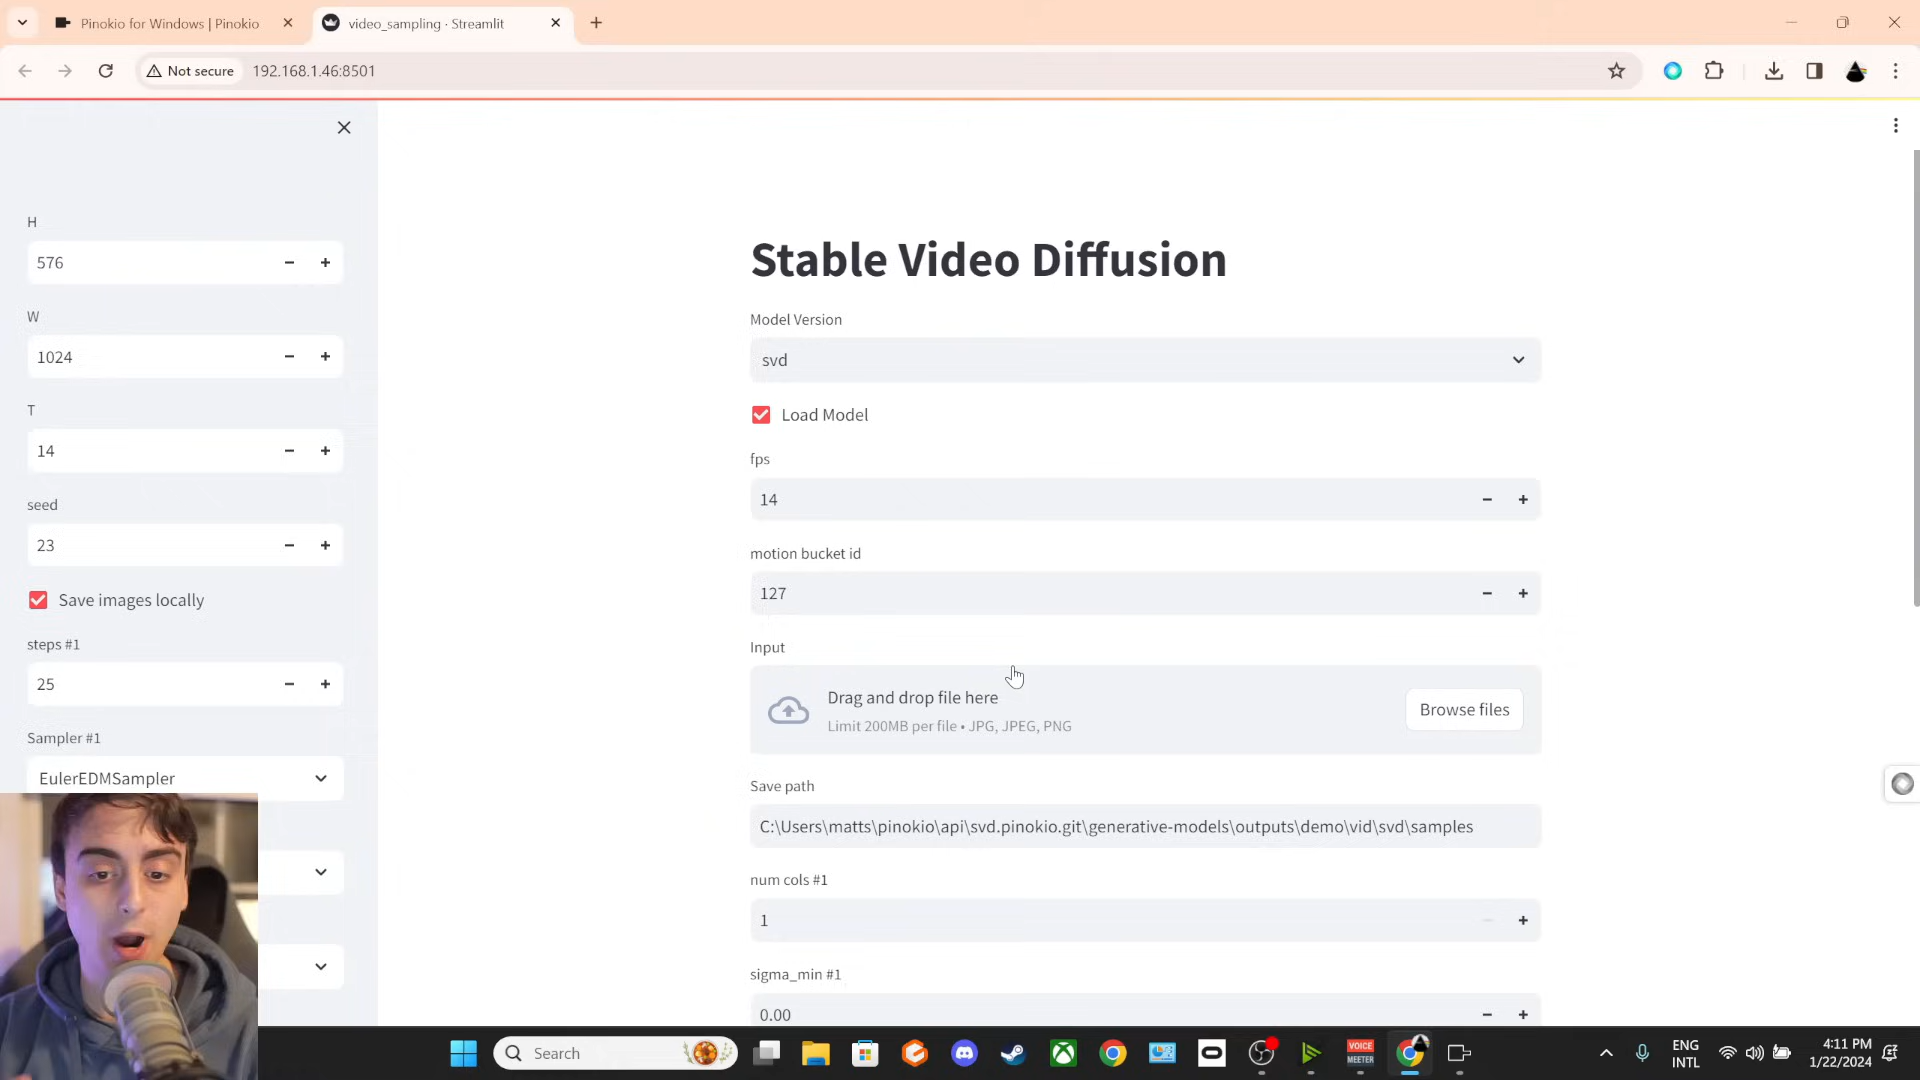 Pinokio for Windows | Pinokio
video_sampling · Streamlit
Not secure
192.168.1.46:8501
H
576
W
1024
T
14
seed
23
Save images locally
steps #1
25
Sampler #1
EulerEDMSampler
Stable Video Diffusion
Model Version
svd
Load Model
fps
14
motion bucket id
127
Input
Drag and drop file here
Limit 200MB per file • JPG, JPEG, PNG
Browse files
Save path
C:\Users\matts\pinokio\api\svd.pinokio.git\generative-models\outputs\demo\vid\svd\samples
num cols #1
1
sigma_min #1
0.00
Search
VOICE
MEETER
ENG
INTL
4:11 PM
1/22/2024